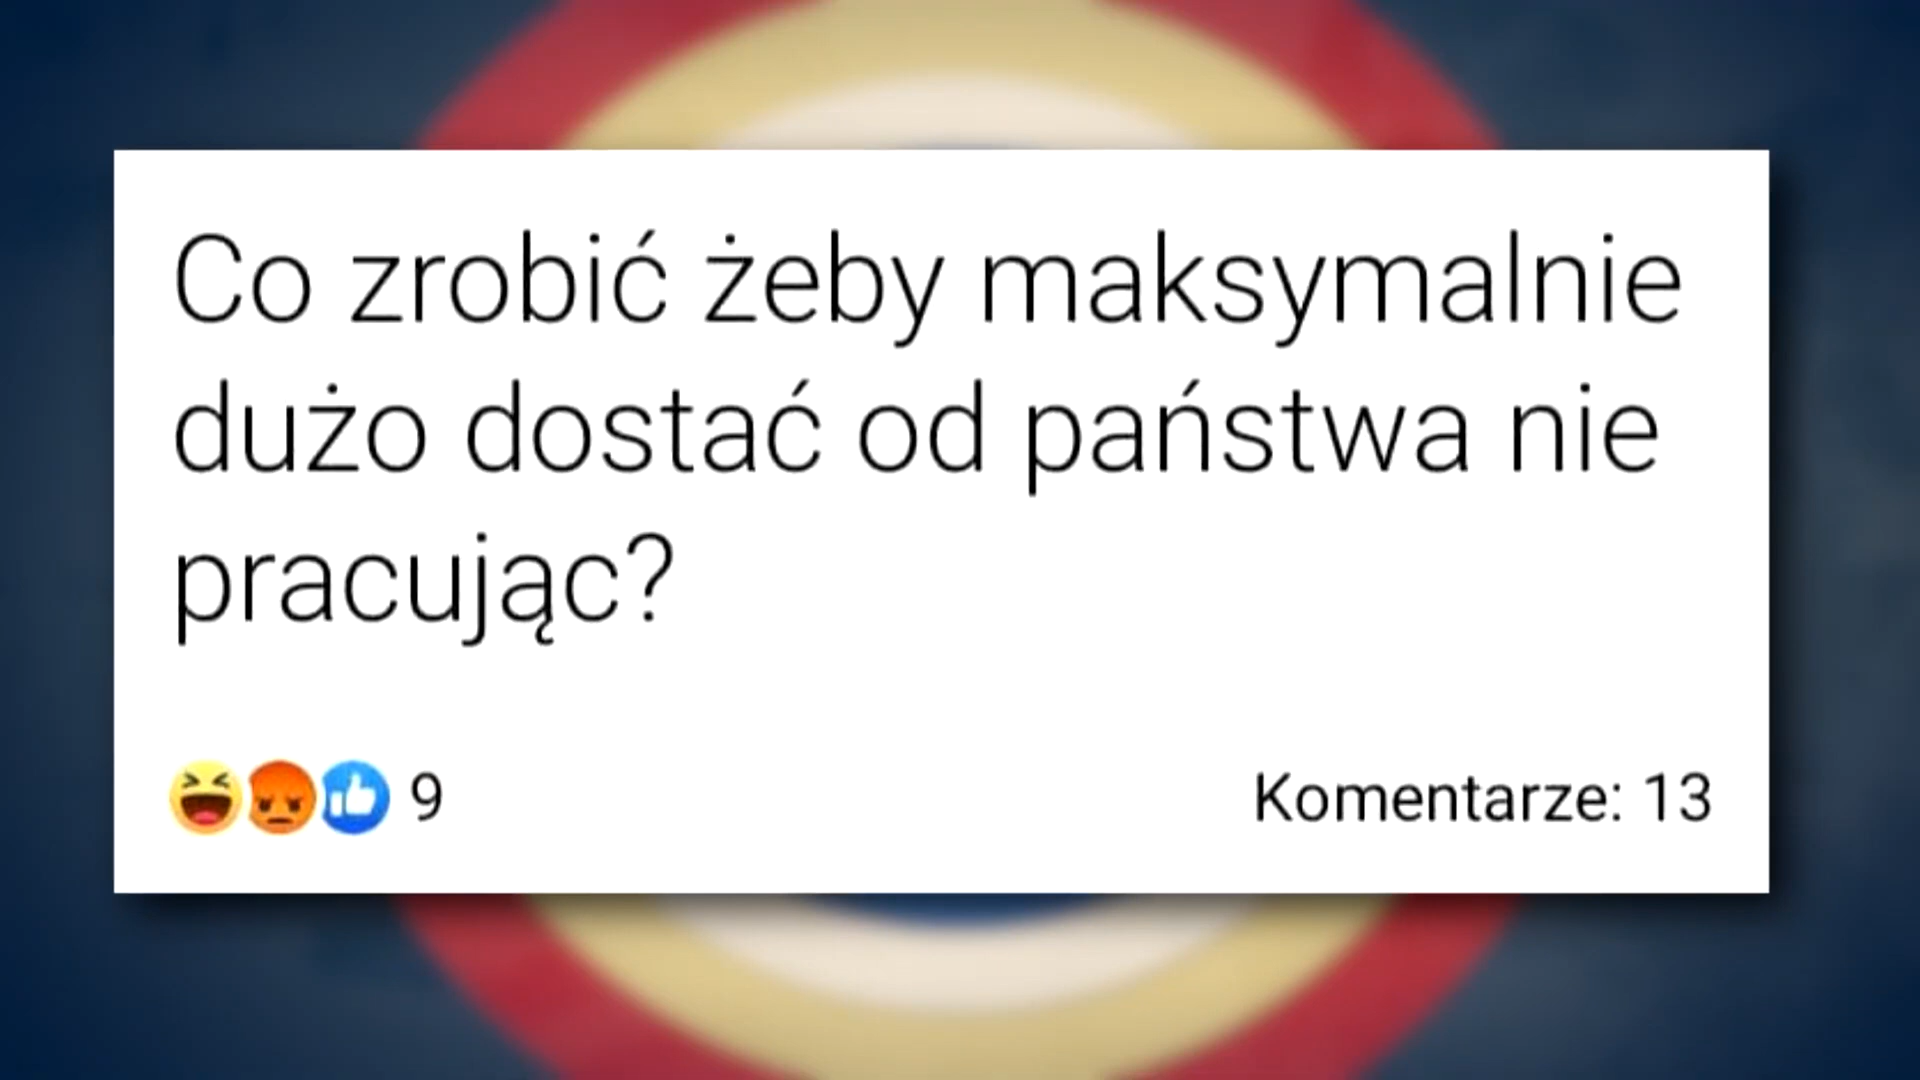 Co zrobić żeby maksymalnie
dużo dostać od państwa nie
pracując?
9
Komentarze: 13